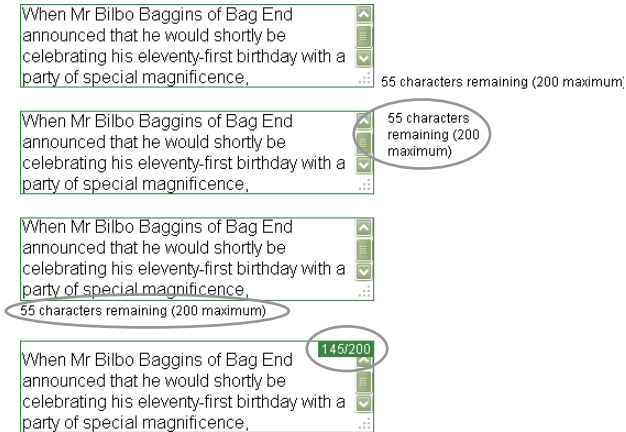 When Mr Bilbo Baggins of Bag End
announced that he would shortly be
celebrating his eleventy-first birthday with a
party of special magnificence,
55 characters remaining (200 maximum)
When Mr Bilbo Baggins of Bag End
announced that he would shortly be
celebrating his eleventy-first birthday with a
party of special magnificence,
55 characters
remaining (200
maximum)
When Mr Bilbo Baggins of Bag End
announced that he would shortly be
celebrating his eleventy-first birthday with a
party of special magnificence,
55 characters remaining (200 maximum)
145/200
When Mr Bilbo Baggins of Bag End
announced that he would shortly be
celebrating his eleventy-first birthday with a
party of special magnificence,